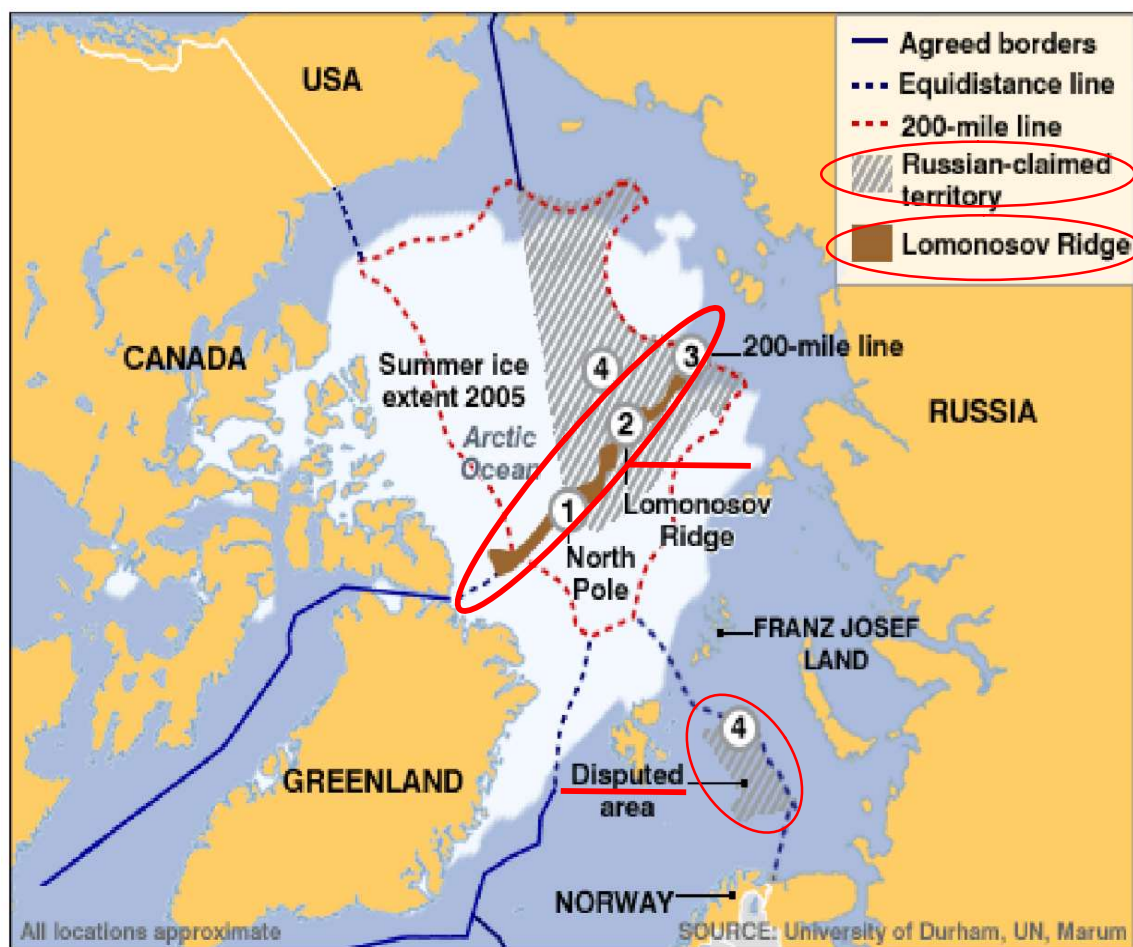 Agreed borders
Equidistance line
200-mile line
Russian-claimed
territory
Lomonosov Ridge
USA
CANADA
Summer ice
extent 2005
Arctic
Ocean
4
3
200-mile line
2
RUSSIA
1
Lomonosov
Ridge
North
Pole
FRANZ JOSEF
LAND
4
GREENLAND
Disputed
area
NORWAY
All locations approximate
SOURCE: University of Durham, UN, Marum